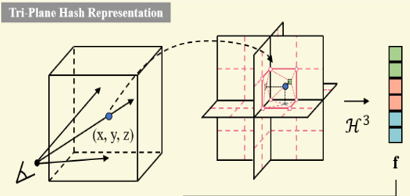 Tri-Plane Hash Representation
(x, y, z)
ℋ³
f